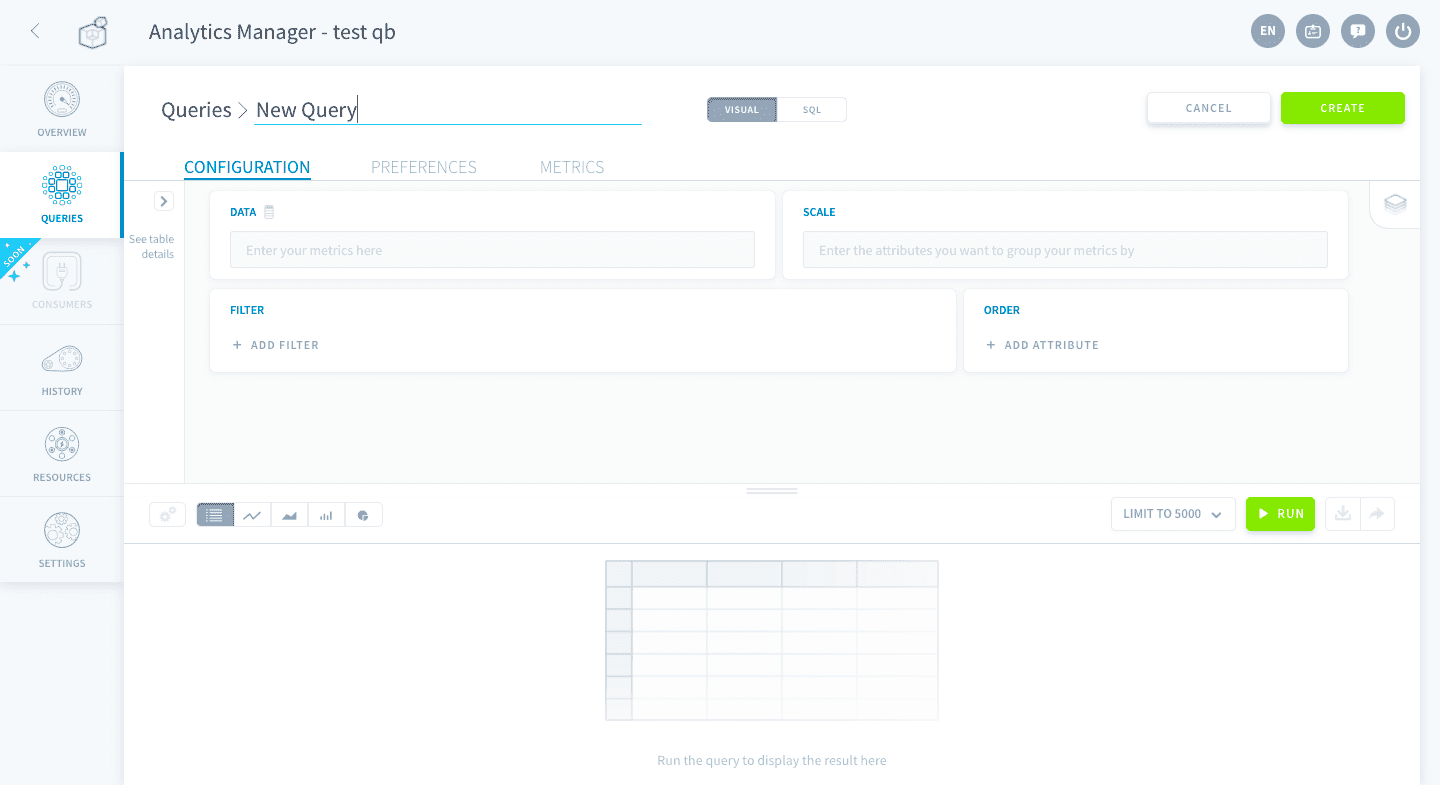 Analytics Manager - test qb
EN
OVERVIEW
QUERIES
SOON
CONSUMERS
HISTORY
RESOURCES
SETTINGS
Queries > New Query
VISUAL
SQL
CANCEL
CREATE
CONFIGURATION
PREFERENCES
METRICS
See table
details
DATA
Enter your metrics here
SCALE
Enter the attributes you want to group your metrics by
FILTER
+ ADD FILTER
ORDER
+ ADD ATTRIBUTE
LIMIT TO 5000
RUN
Run the query to display the result here